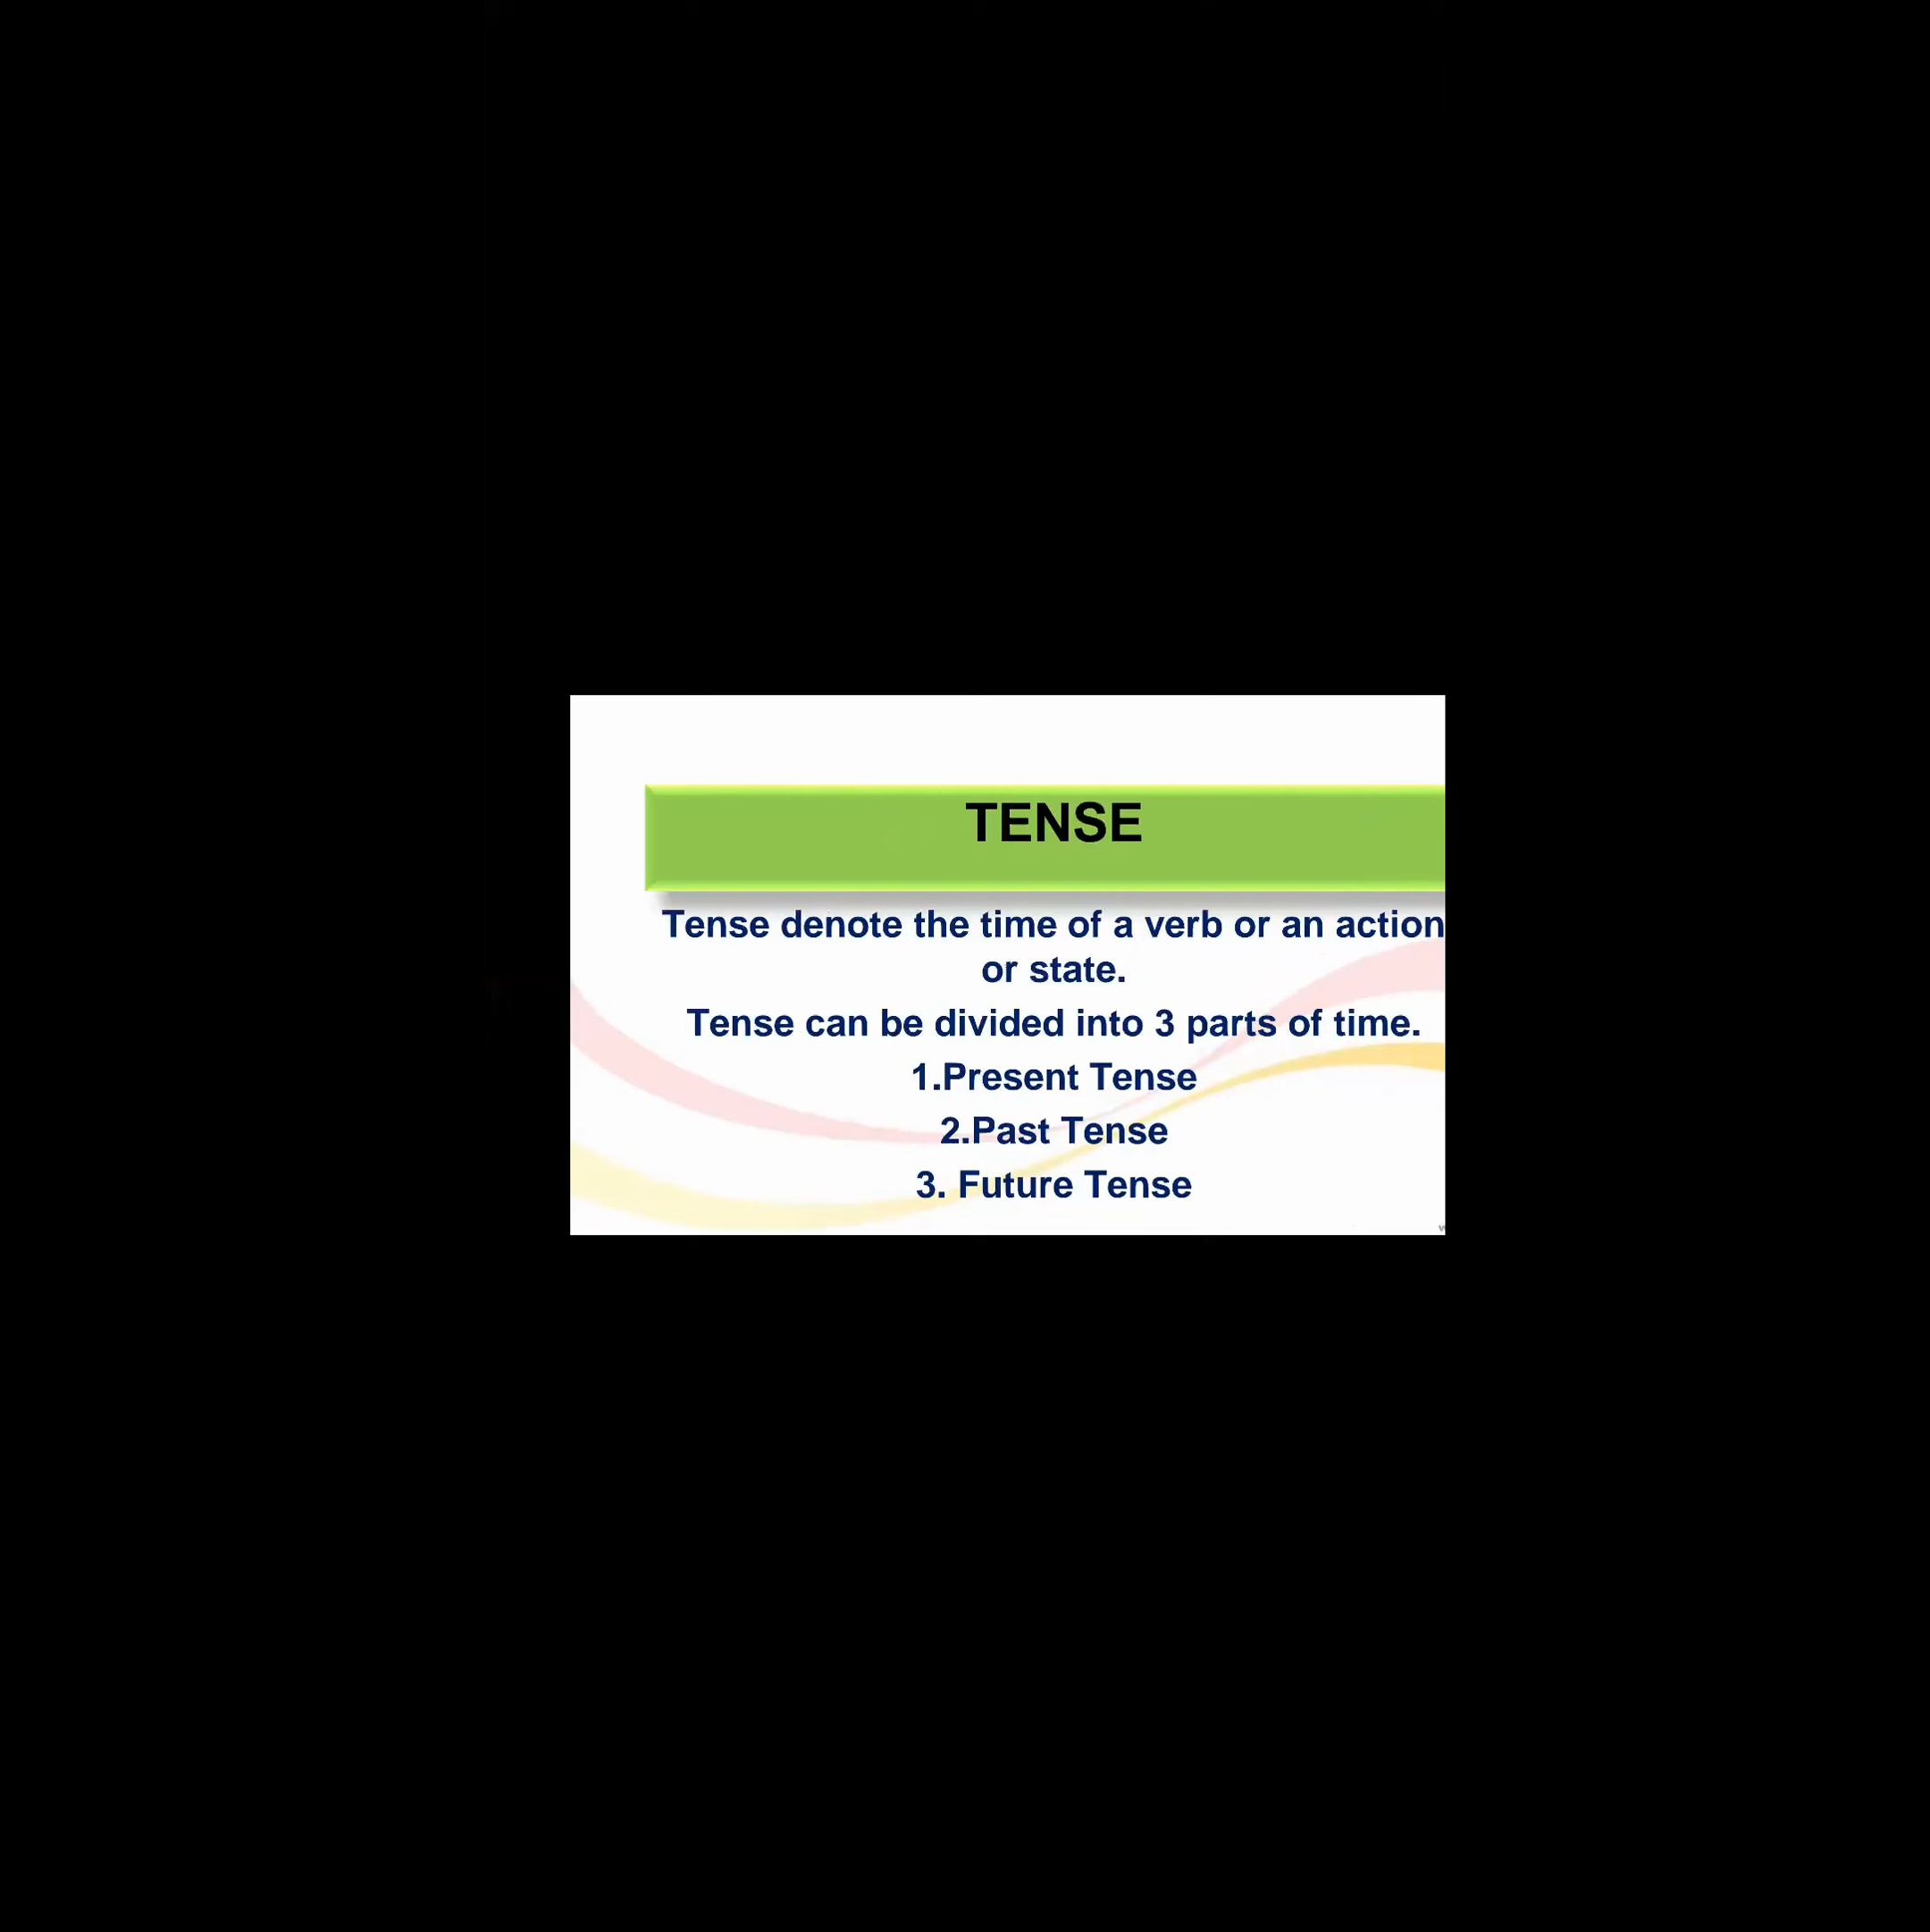 TENSE
Tense denote the time of a verb or an action
or state.
Tense can be divided into 3 parts of time.
1.Present Tense
2.Past Tense
3. Future Tense